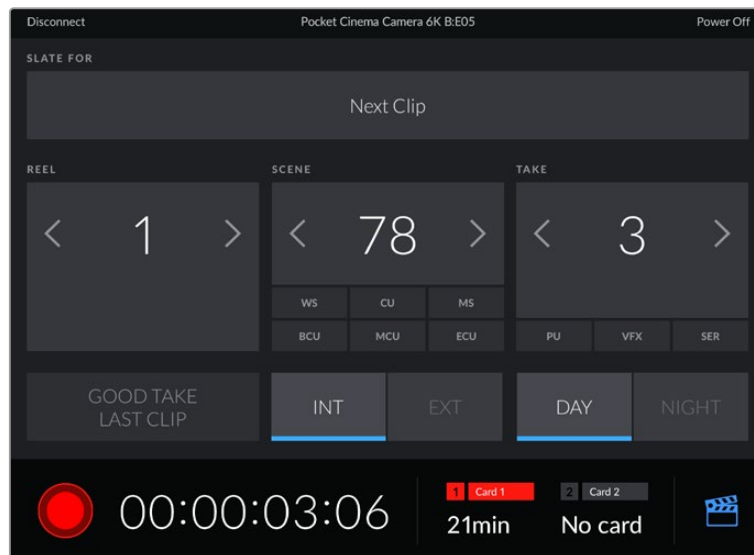 Disconnect Pocket Cinema Camera 6K B:E05 Power Off
SLATE FOR
Next Clip
REEL SCENE TAKE
1 78 3
WS CU MS
BCU MCU ECU PU VFX SER
GOOD TAKE
LAST CLIP
INT EXT DAY NIGHT
00:00:03:06
1 Card 1 2 Card 2
21min No card